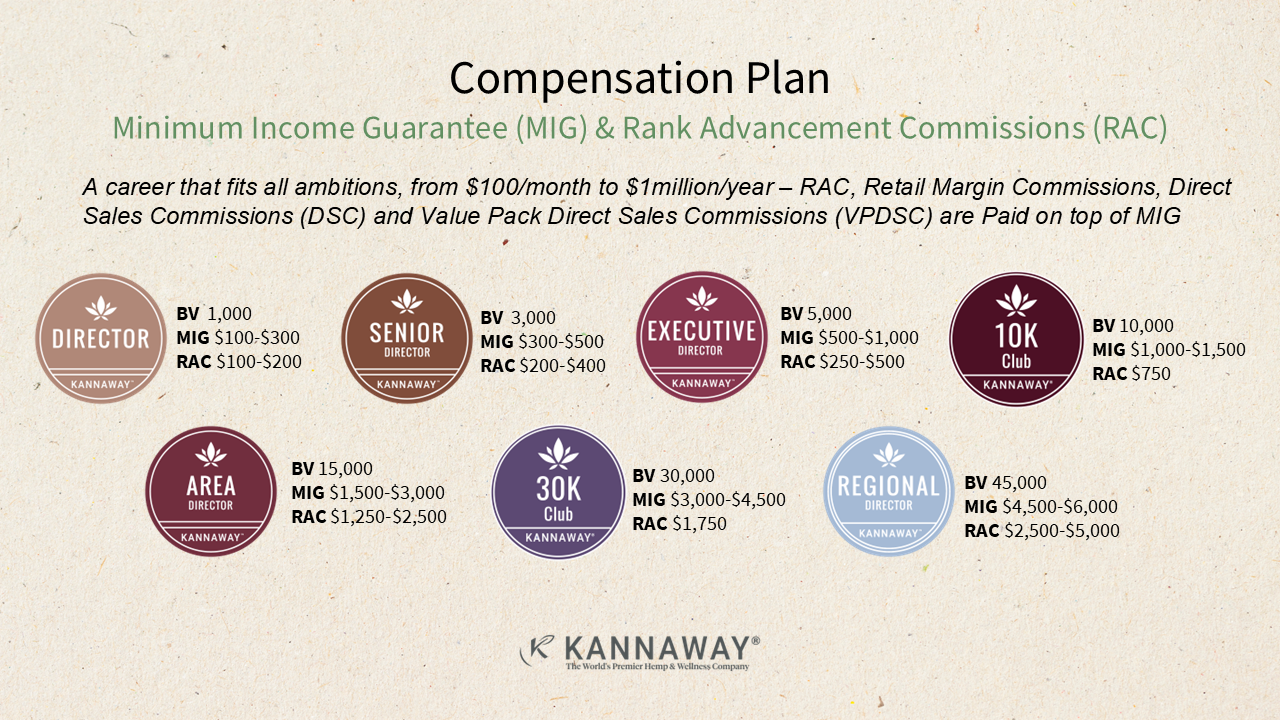 Compensation Plan
Minimum Income Guarantee (MIG) & Rank Advancement Commissions (RAC)
A career that fits all ambitions, from $100/month to $1million/year – RAC, Retail Margin Commissions, Direct
Sales Commissions (DSC) and Value Pack Direct Sales Commissions (VPDSC) are Paid on top of MIG
DIRECTOR
KANNAWAY™
BV 1,000
MIG $100-$300
RAC $100-$200
SENIOR
DIRECTOR
KANNAWAY™
BV 3,000
MIG $300-$500
RAC $200-$400
EXECUTIVE
DIRECTOR
KANNAWAY™
BV 5,000
MIG $500-$1,000
RAC $250-$500
10K
Club
KANNAWAY®
BV 10,000
MIG $1,000-$1,500
RAC $750
AREA
DIRECTOR
KANNAWAY™
BV 15,000
MIG $1,500-$3,000
RAC $1,250-$2,500
30K
Club
KANNAWAY®
BV 30,000
MIG $3,000-$4,500
RAC $1,750
REGIONAL
DIRECTOR
KANNAWAY™
BV 45,000
MIG $4,500-$6,000
RAC $2,500-$5,000
KANNAWAY®
The World's Premier Hemp & Wellness Company